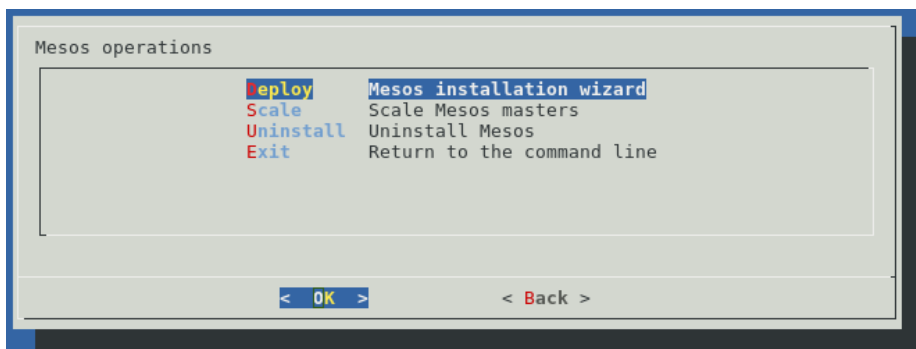 Mesos operations
Deploy Mesos installation wizard
Scale Scale Mesos masters
Uninstall Uninstall Mesos
Exit Return to the command line
< OK > < Back >